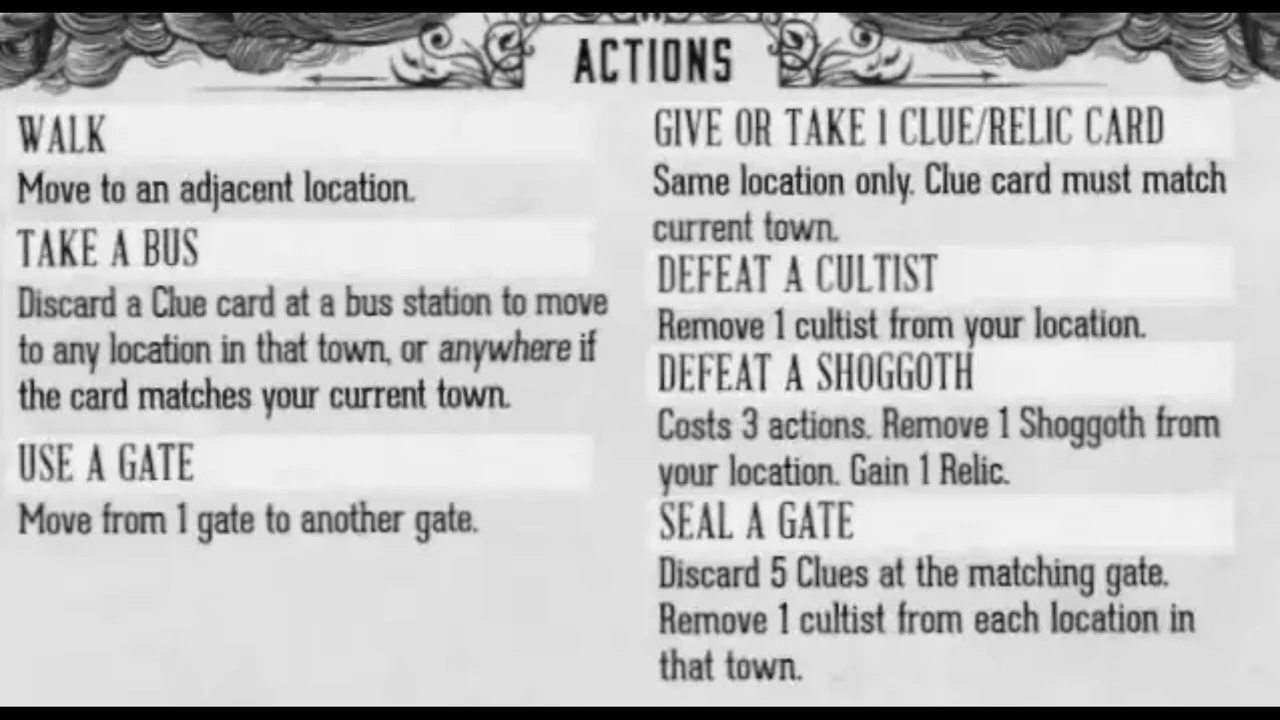 ACTIONS
WALK
Move to an adjacent location.
TAKE A BUS
Discard a Clue card at a bus station to move
to any location in that town, or anywhere if
the card matches your current town.
USE A GATE
Move from 1 gate to another gate.
GIVE OR TAKE 1 CLUE/RELIC CARD
Same location only. Clue card must match
current town.
DEFEAT A CULTIST
Remove 1 cultist from your location.
DEFEAT A SHOGGOTH
Costs 3 actions. Remove 1 Shoggoth from
your location. Gain 1 Relic.
SEAL A GATE
Discard 5 Clues at the matching gate.
Remove 1 cultist from each location in
that town.